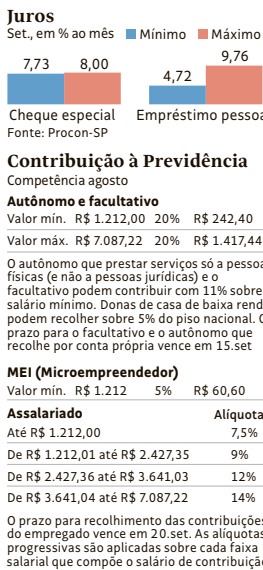 Juros
Set., em % ao mês Mínimo Máximo
7,73 8,00 4,72 9,76
Cheque especial Empréstimo pessoa
Fonte: Procon-SP
Contribuição à Previdência
Competência agosto
Autônomo e facultativo
Valor mín. R$ 1.212,00 20% R$ 242,40
Valor máx. R$ 7.087,22 20% R$ 1.417,44
O autônomo que prestar serviços só a pessoa
físicas (e não a pessoas jurídicas) e o
facultativo podem contribuir com 11% sobre
salário mínimo. Donas de casa de baixa rend
podem recolher sobre 5% do piso nacional. O
prazo para o facultativo e o autônomo que
recolhe por conta própria vence em 15.set
MEI (Microempreendedor)
Valor mín. R$ 1.212 5% R$ 60,60
Assalariado Alíquota
Até R$ 1.212,00 7,5%
De R$ 1.212,01 até R$ 2.427,35 9%
De R$ 2.427,36 até R$ 3.641,03 12%
De R$ 3.641,04 até R$ 7.087,22 14%
O prazo para recolhimento das contribuições
do empregado vence em 20.set. As alíquotas
progressivas são aplicadas sobre cada faixa
salarial que compõe o salário de contribuição